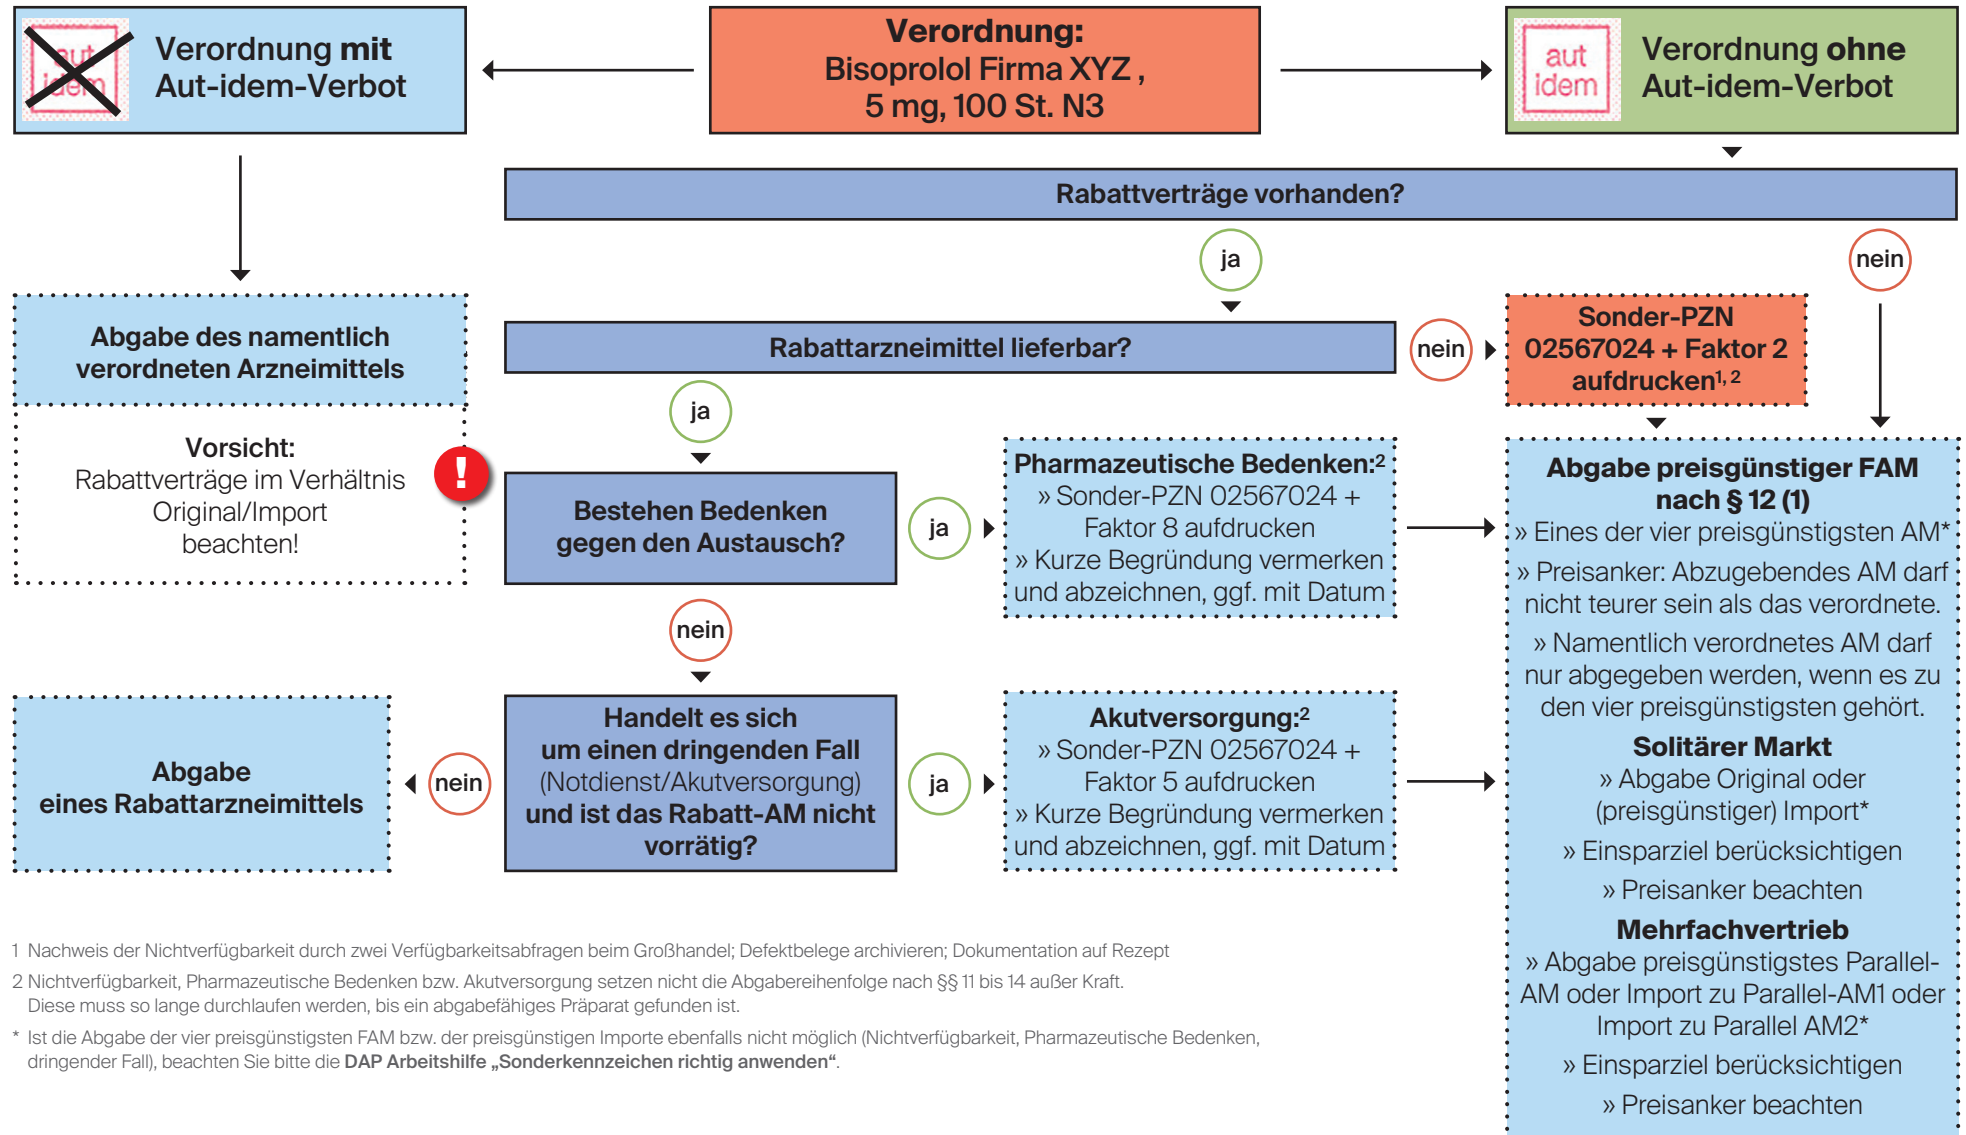 aut
idem
Verordnung mit
Aut-idem-Verbot
Verordnung:
Bisoprolol Firma XYZ ,
5 mg, 100 St. N3
aut
idem
Verordnung ohne
Aut-idem-Verbot
Rabattverträge vorhanden?
ja
nein
Abgabe des namentlich
verordneten Arzneimittels
Vorsicht:
Rabattverträge im Verhältnis
Original/Import
beachten!
!
Rabattarzneimittel lieferbar?
nein
Sonder-PZN
02567024 + Faktor 2
aufdrucken1, 2
ja
Bestehen Bedenken
gegen den Austausch?
ja
Pharmazeutische Bedenken:2
» Sonder-PZN 02567024 +
Faktor 8 aufdrucken
» Kurze Begründung vermerken
und abzeichnen, ggf. mit Datum
nein
Abgabe
eines Rabattarzneimittels
nein
Handelt es sich
um einen dringenden Fall
(Notdienst/Akutversorgung)
und ist das Rabatt-AM nicht
vorrätig?
ja
Akutversorgung:2
» Sonder-PZN 02567024 +
Faktor 5 aufdrucken
» Kurze Begründung vermerken
und abzeichnen, ggf. mit Datum
Abgabe preisgünstiger FAM
nach § 12 (1)
» Eines der vier preisgünstigsten AM*
» Preisanker: Abzugebendes AM darf
nicht teurer sein als das verordnete.
» Namentlich verordnetes AM darf
nur abgegeben werden, wenn es zu
den vier preisgünstigsten gehört.
Solitärer Markt
» Abgabe Original oder
(preisgünstiger) Import*
» Einsparziel berücksichtigen
» Preisanker beachten
Mehrfachvertrieb
» Abgabe preisgünstigstes Parallel-
AM oder Import zu Parallel-AM1 oder
Import zu Parallel AM2*
» Einsparziel berücksichtigen
» Preisanker beachten
1 Nachweis der Nichtverfügbarkeit durch zwei Verfügbarkeitsabfragen beim Großhandel; Defektbelege archivieren; Dokumentation auf Rezept
2 Nichtverfügbarkeit, Pharmazeutische Bedenken bzw. Akutversorgung setzen nicht die Abgabereihenfolge nach §§ 11 bis 14 außer Kraft.
Diese muss so lange durchlaufen werden, bis ein abgabefähiges Präparat gefunden ist.
* Ist die Abgabe der vier preisgünstigsten FAM bzw. der preisgünstigen Importe ebenfalls nicht möglich (Nichtverfügbarkeit, Pharmazeutische Bedenken,
dringender Fall), beachten Sie bitte die DAP Arbeitshilfe „Sonderkennzeichen richtig anwenden“.